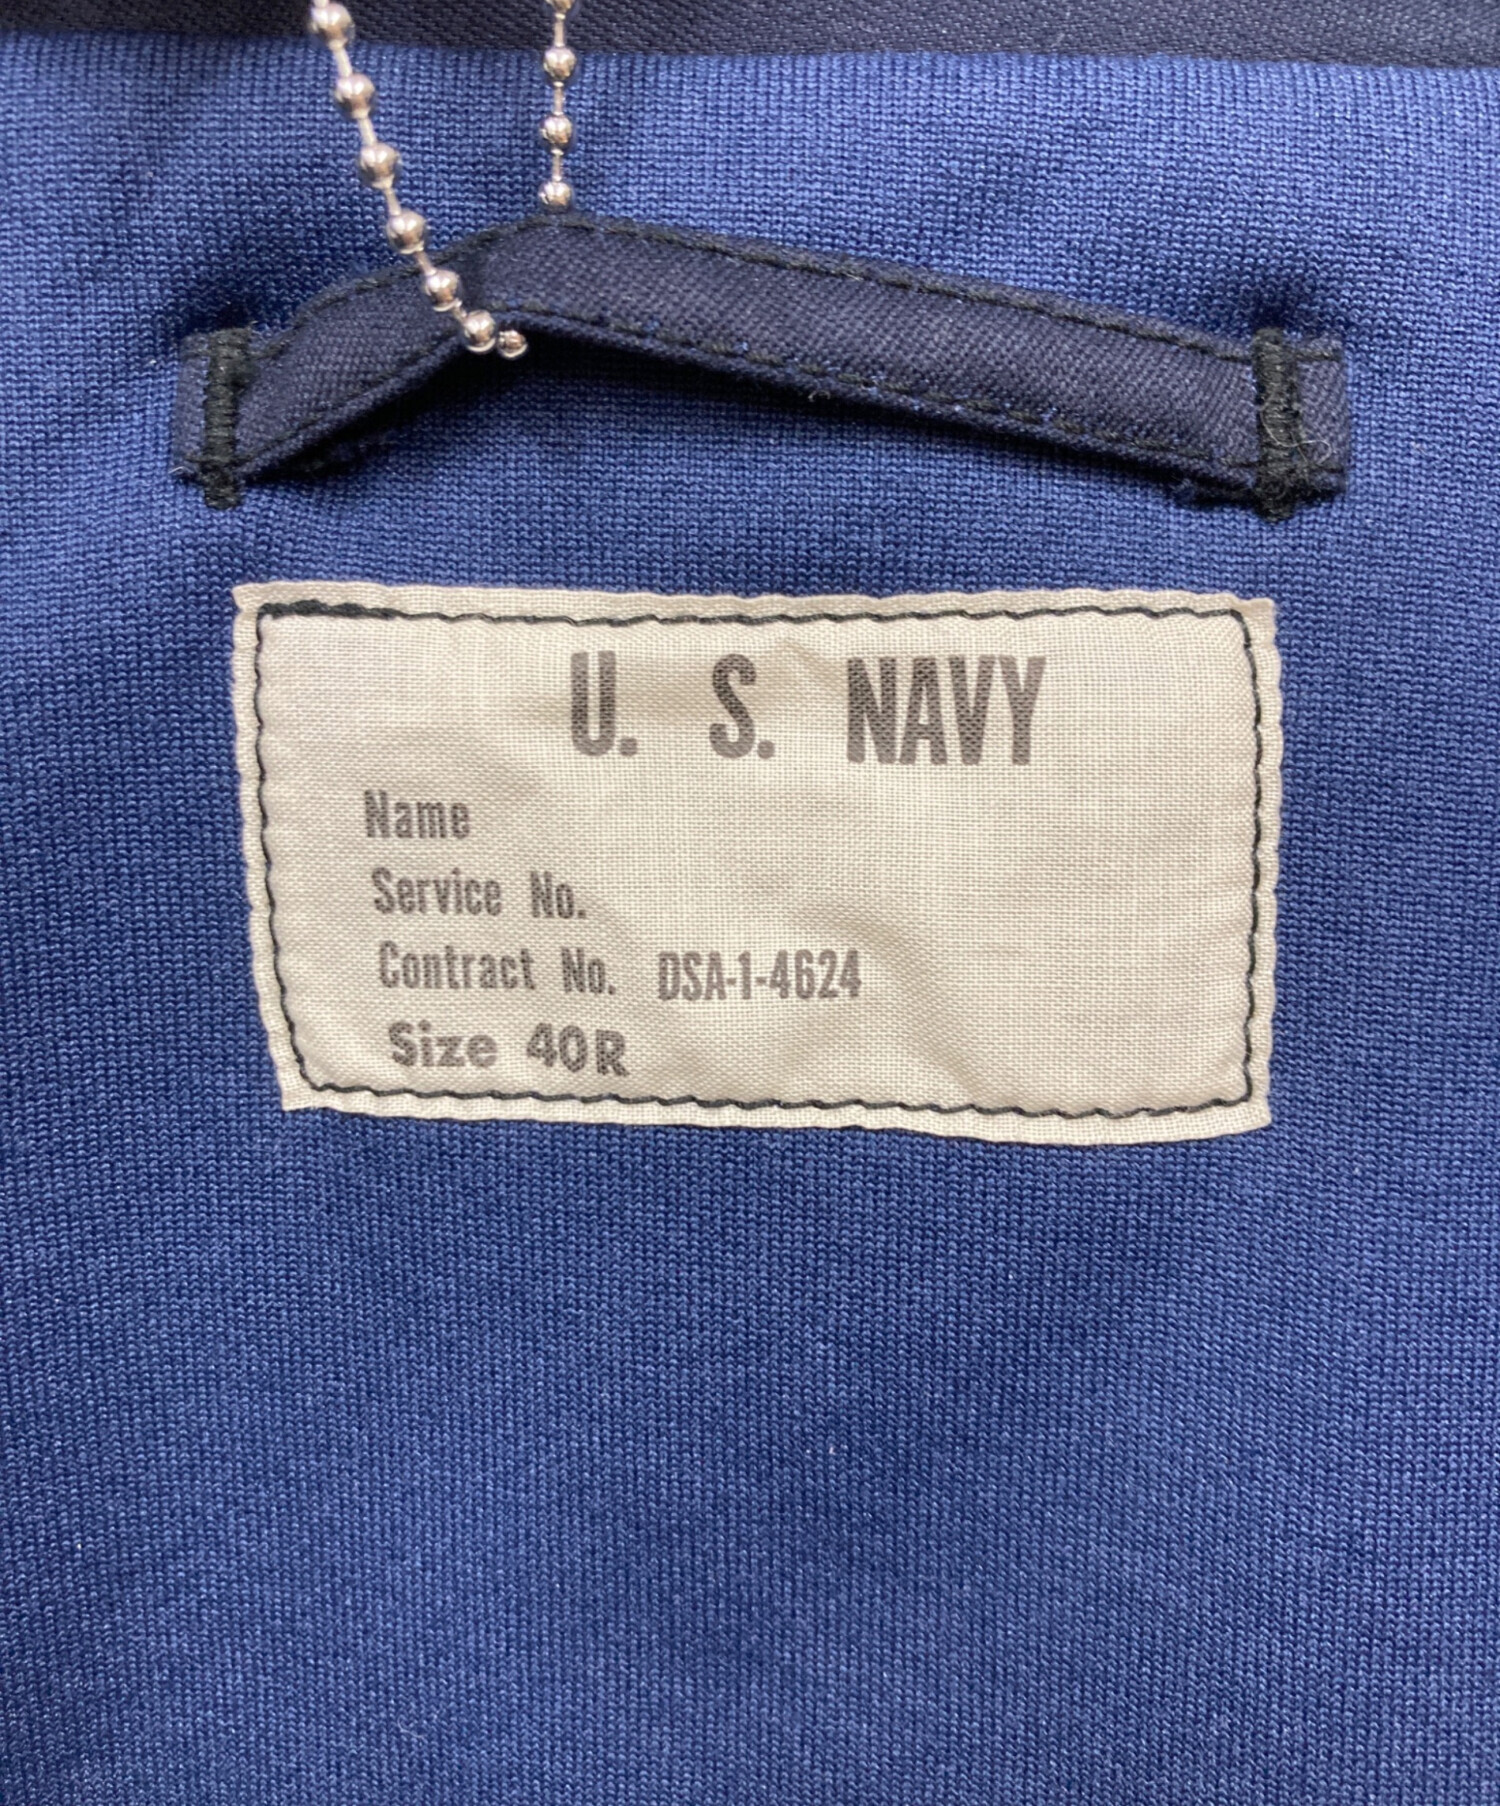 U. S. NAVY
Name
Service No.
Contract No. DSA-1-4624
Size 40R